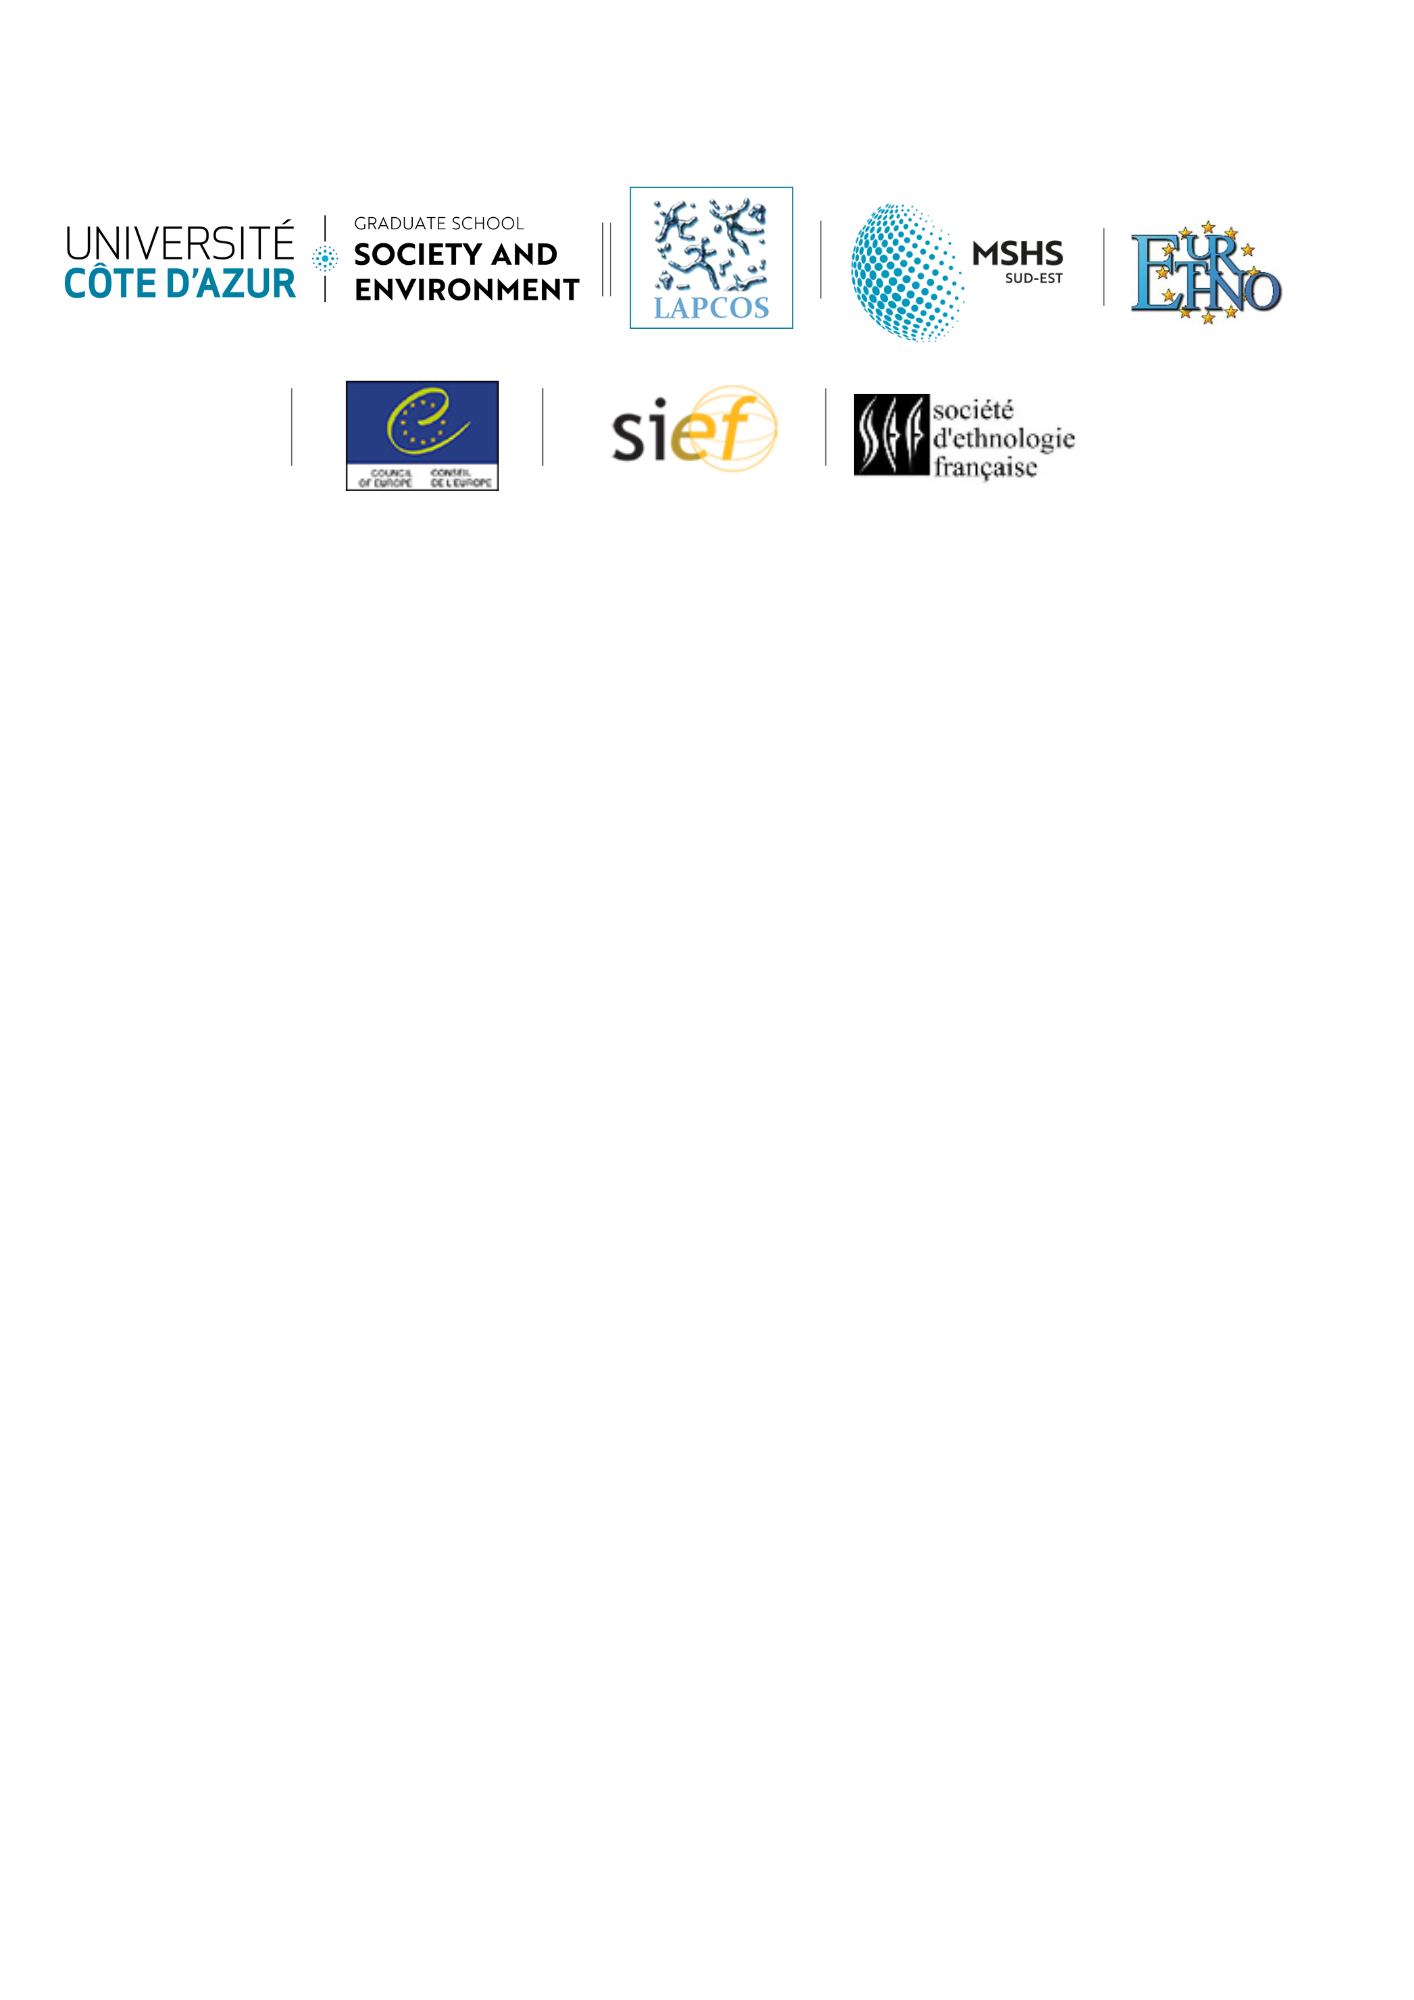 UNIVERSITÉ
CÔTE D'AZUR
GRADUATE SCHOOL
SOCIETY AND
ENVIRONMENT
LAPCOS
MSHS
SUD-EST
EURETHNO
COUNCIL OF EUROPE
CONSEIL DE L'EUROPE
sief
SEF
société
d'ethnologie
française